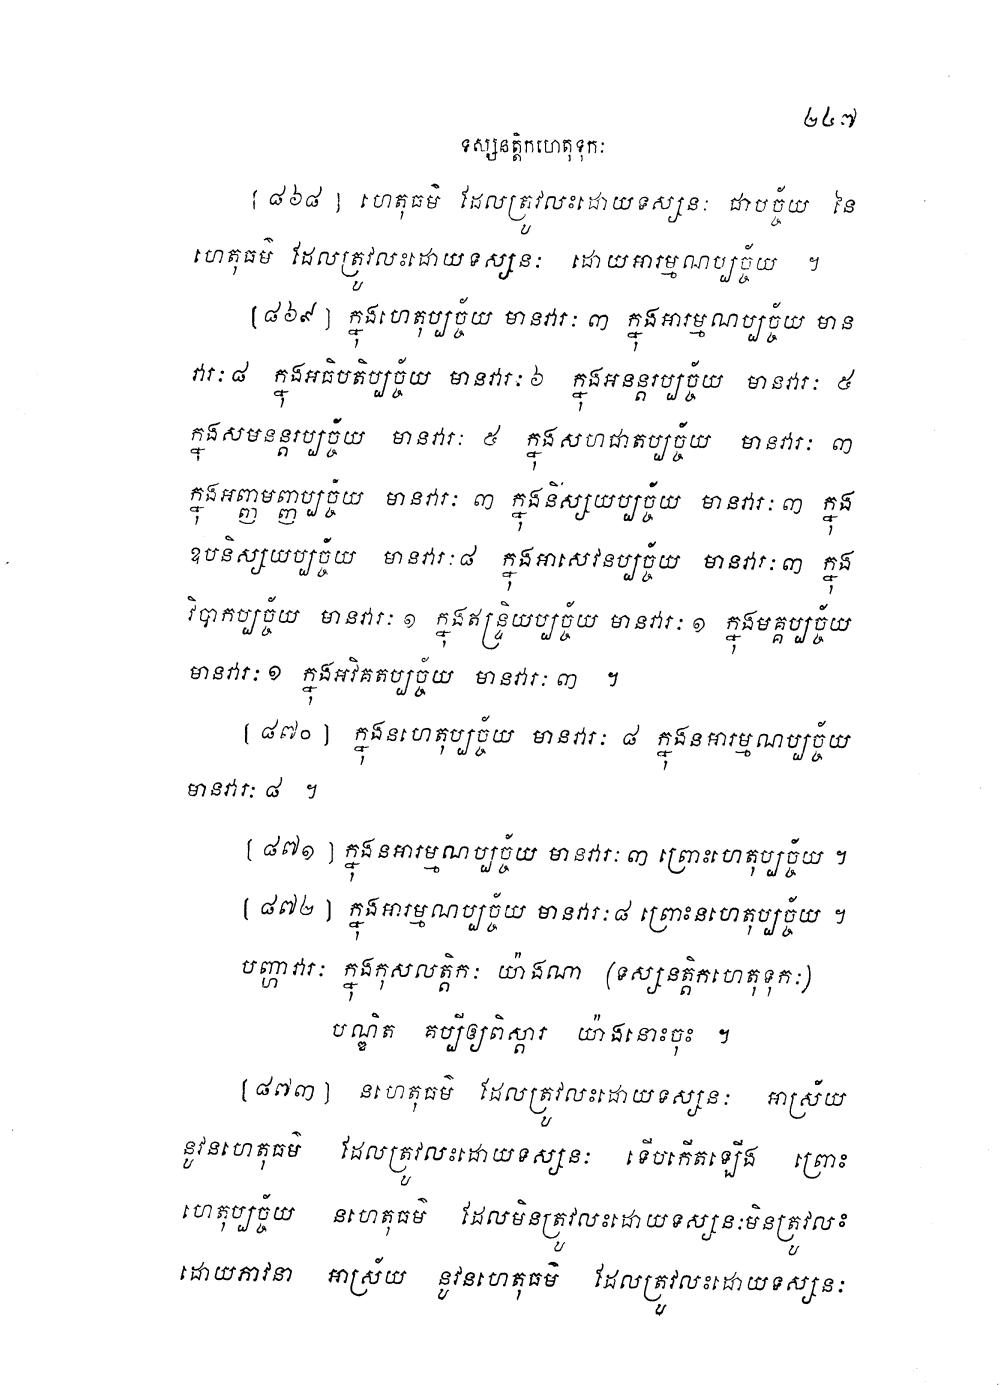 ២៤៧
ទស្សនត្តិកហេតុទុកៈ
[ ៨៦៨ ] ហេតុធម៌ ដែលត្រូវលះដោយទស្សនៈ ជាបច្ច័យ នៃ
ហេតុធម៌ ដែលត្រូវលះដោយទស្សនៈ ដោយអារម្មណប្បច្ច័យ ។
[ ៨៦៩ ] ក្នុងហេតុប្បច្ច័យ មានវារៈ ៣ ក្នុងអារម្មណប្បច្ច័យ មាន
វារៈ ៨ ក្នុងអធិបតិប្បច្ច័យ មានវារៈ ៦ ក្នុងអនន្តរប្បច្ច័យ មានវារៈ ៥
ក្នុងសមនន្តរប្បច្ច័យ មានវារៈ ៥ ក្នុងសហជាតប្បច្ច័យ មានវារៈ ៣
ក្នុងអញ្ញមញ្ញប្បច្ច័យ មានវារៈ ៣ ក្នុងនិស្សយប្បច្ច័យ មានវារៈ ៣ ក្នុង
ឧបនិស្សយប្បច្ច័យ មានវារៈ ៨ ក្នុងអាសេវនប្បច្ច័យ មានវារៈ ៣ ក្នុង
វិបាកប្បច្ច័យ មានវារៈ ១ ក្នុងឥន្ទ្រិយប្បច្ច័យ មានវារៈ ១ ក្នុងមគ្គប្បច្ច័យ
មានវារៈ ១ ក្នុងអវិគតប្បច្ច័យ មានវារៈ ៣ ។
[ ៨៧០ ] ក្នុងនហេតុប្បច្ច័យ មានវារៈ ៨ ក្នុងនអារម្មណប្បច្ច័យ
មានវារៈ ៨ ។
[ ៨៧១ ] ក្នុងនអារម្មណប្បច្ច័យ មានវារៈ ៣ ព្រោះហេតុប្បច្ច័យ ។
[ ៨៧២ ] ក្នុងអារម្មណប្បច្ច័យ មានវារៈ ៨ ព្រោះនហេតុប្បច្ច័យ ។
បញ្ហាវារៈ ក្នុងកុសលត្តិកៈ យ៉ាងណា (ទស្សនត្តិកហេតុទុកៈ)
បណ្ឌិត គប្បីឲ្យពិស្តារ យ៉ាងនោះចុះ ។
[ ៨៧៣ ] នហេតុធម៌ ដែលត្រូវលះដោយទស្សនៈ អាស្រ័យ
នូវនហេតុធម៌ ដែលត្រូវលះដោយទស្សនៈ ទើបកើតឡើង ព្រោះ
ហេតុប្បច្ច័យ នហេតុធម៌ ដែលមិនត្រូវលះដោយទស្សនៈមិនត្រូវលះ
ដោយភាវនា អាស្រ័យ នូវនហេតុធម៌ ដែលត្រូវលះដោយទស្សនៈ